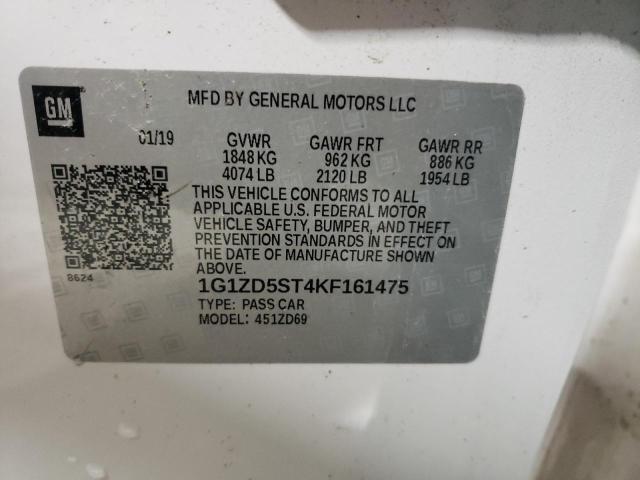 GM
MFD BY GENERAL MOTORS LLC
01/19 GVWR GAWR FRT GAWR RR
1848 KG 962 KG 886 KG
4074 LB 2120 LB 1954 LB
THIS VEHICLE CONFORMS TO ALL
APPLICABLE U.S. FEDERAL MOTOR
VEHICLE SAFETY, BUMPER, AND THEFT
PREVENTION STANDARDS IN EFFECT ON
THE DATE OF MANUFACTURE SHOWN
ABOVE.
8624
1G1ZD5ST4KF161475
TYPE: PASS CAR
MODEL: 451ZD69